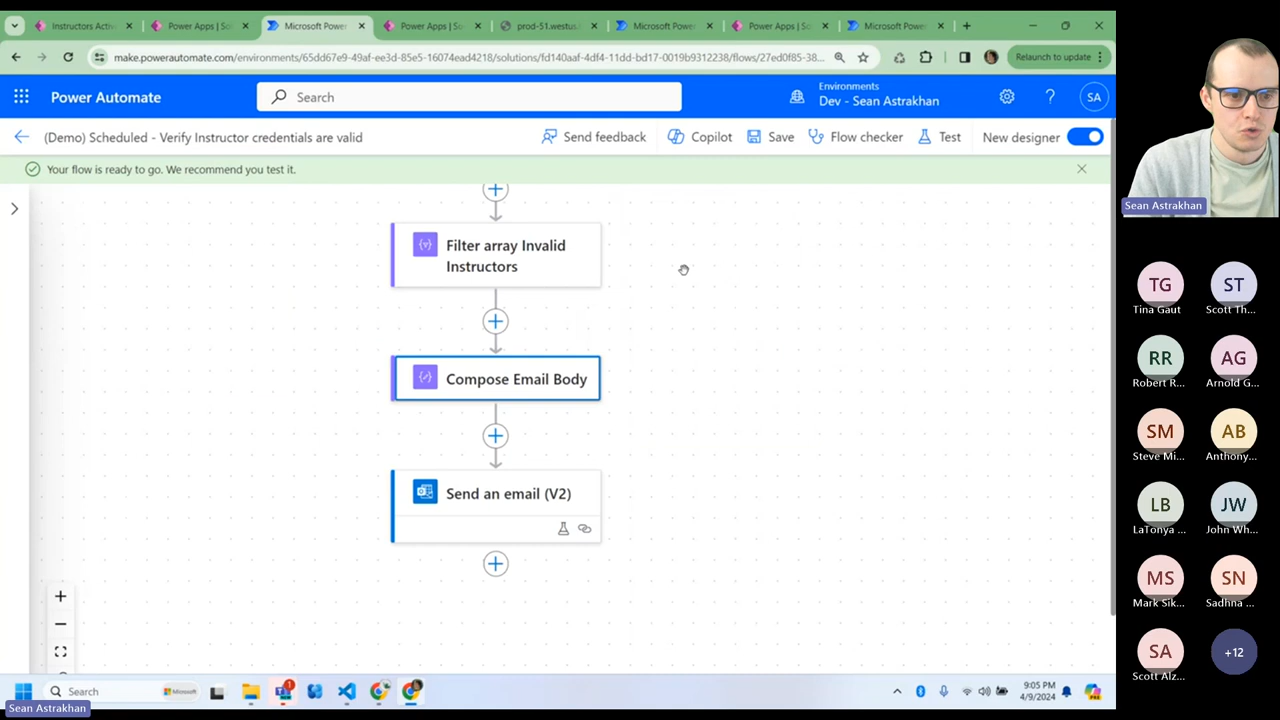 Instructors Activ
Power Apps | So
Microsoft Power
Power Apps | So
prod-51.westus.
Microsoft Power
Power Apps | So
Microsoft Power
make.powerautomate.com/environments/65dd67e9-49af-ee3d-85e5-16074ead4218/solutions/fd140aaf-4df4-11dd-bd17-0019b9312238/flows/27ed0f85-38...
Relaunch to update
Power Automate
Search
Environments
Dev - Sean Astrakhan
SA
(Demo) Scheduled - Verify Instructor credentials are valid
Send feedback
Copilot
Save
Flow checker
Test
New designer
Your flow is ready to go. We recommend you test it.
Filter array Invalid
Instructors
Compose Email Body
Send an email (V2)
Search
Microsoft
1
9:05 PM
4/9/2024
Sean Astrakhan
Sean Astrakhan
TG
Tina Gaut
ST
Scott Th...
RR
Robert R...
AG
Arnold G...
SM
Steve Mi...
AB
Anthony...
LB
LaTonya ...
JW
John Wh...
MS
Mark Sik...
SN
Sadhna ...
SA
Scott Alz...
+12